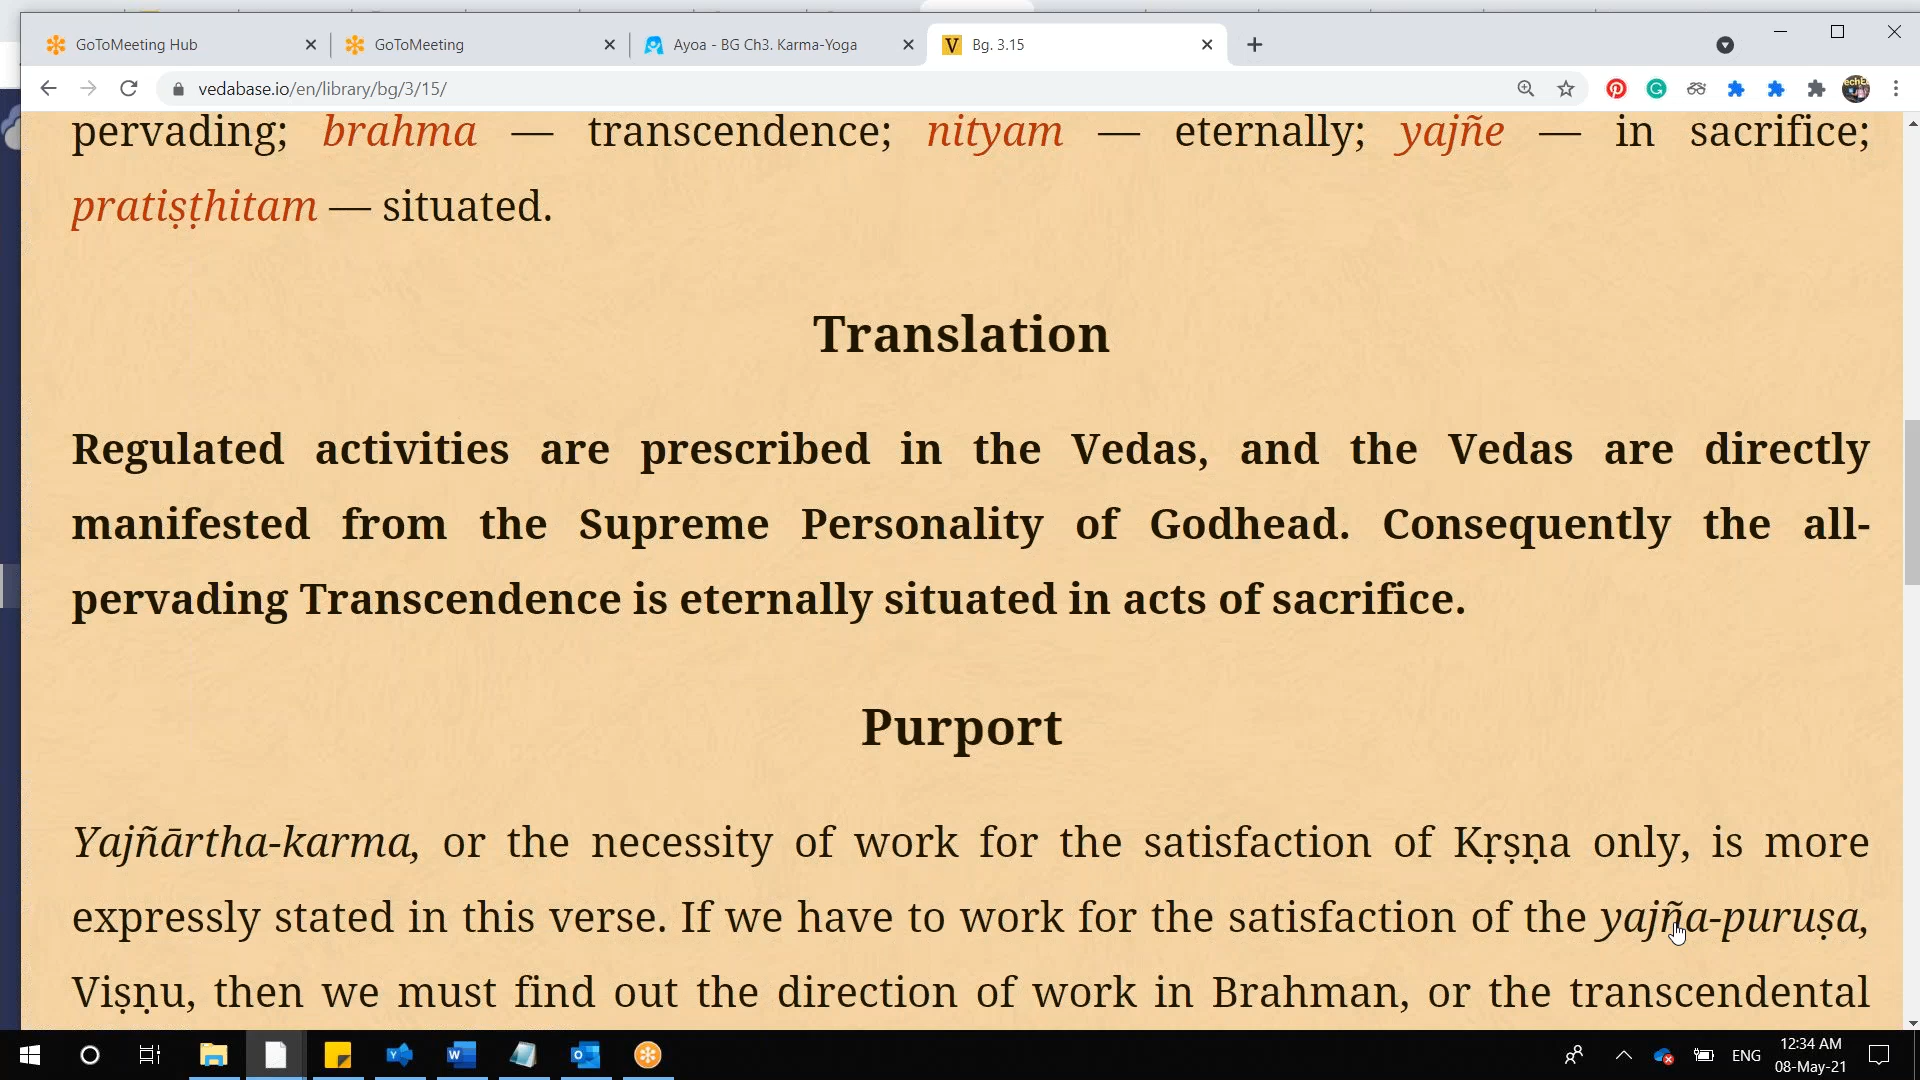 GoToMeeting Hub
GoToMeeting
Ayoa - BG Ch3. Karma-Yoga
Bg. 3.15
vedabase.io/en/library/bg/3/15/
pervading; brahma — transcendence; nityam — eternally; yajñe — in sacrifice;
pratiṣṭhitam — situated.
Translation
Regulated activities are prescribed in the Vedas, and the Vedas are directly
manifested from the Supreme Personality of Godhead. Consequently the all-
pervading Transcendence is eternally situated in acts of sacrifice.
Purport
Yajñārtha-karma, or the necessity of work for the satisfaction of Kṛṣṇa only, is more
expressly stated in this verse. If we have to work for the satisfaction of the yajña-puruṣa,
Viṣṇu, then we must find out the direction of work in Brahman, or the transcendental
ENG
12:34 AM
08-May-21